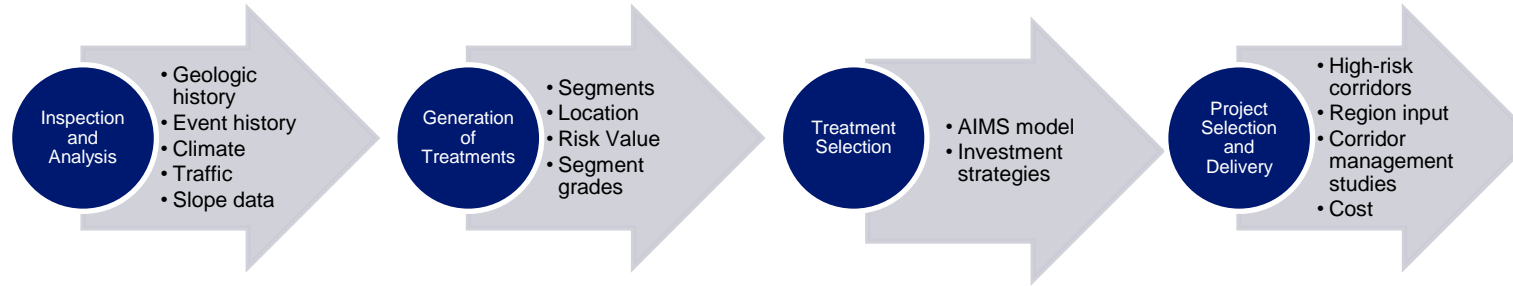 Inspection
and
Analysis
• Geologic
history
• Event history
• Climate
• Traffic
• Slope data
Generation
of
Treatments
• Segments
• Location
• Risk Value
• Segment
grades
Treatment
Selection
• AIMS model
• Investment
strategies
Project
Selection
and
Delivery
• High-risk
corridors
• Region input
• Corridor
management
studies
• Cost